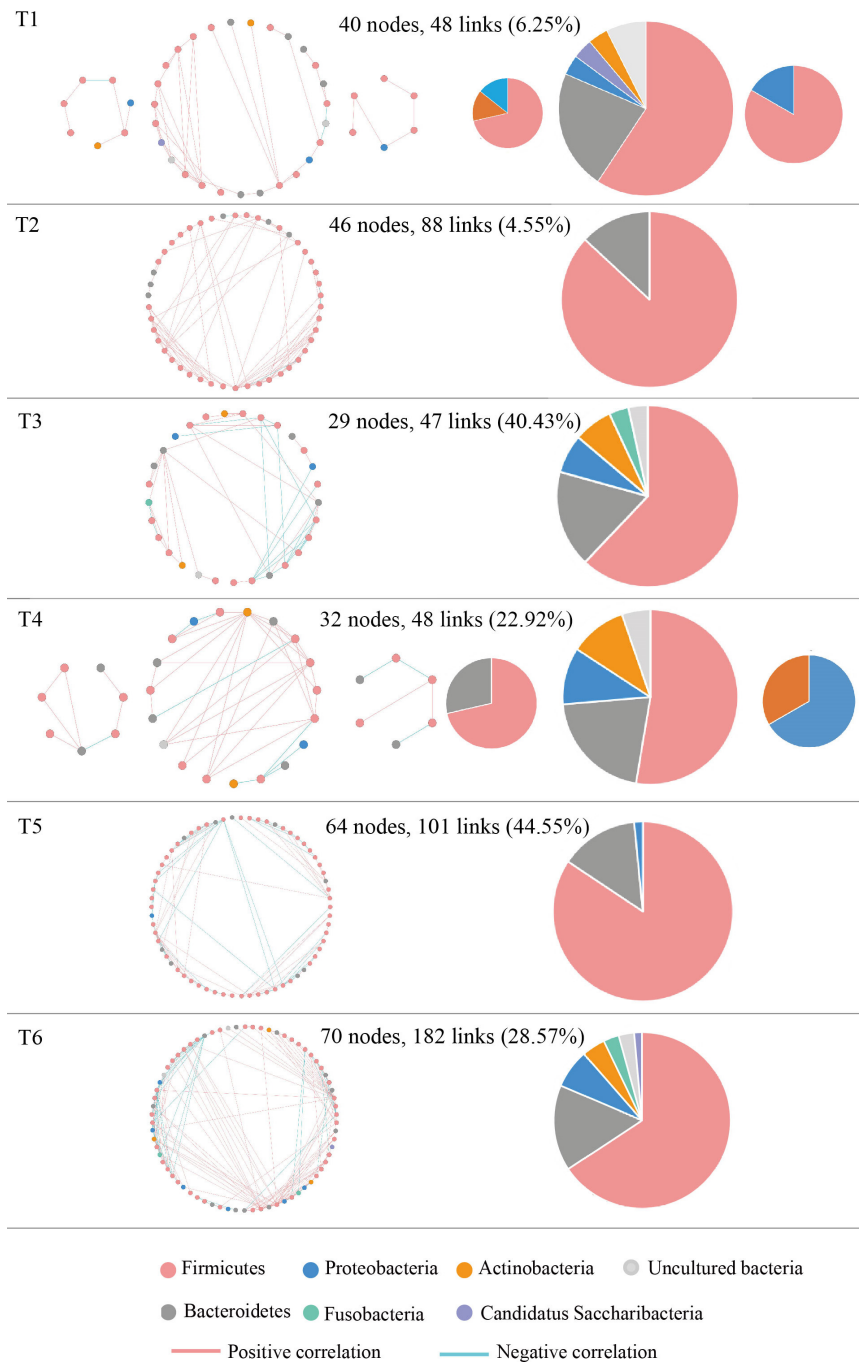 T1
40 nodes, 48 links (6.25%)
T2
46 nodes, 88 links (4.55%)
T3
29 nodes, 47 links (40.43%)
T4
32 nodes, 48 links (22.92%)
T5
64 nodes, 101 links (44.55%)
T6
70 nodes, 182 links (28.57%)
Firmicutes
Proteobacteria
Actinobacteria
Uncultured bacteria
Bacteroidetes
Fusobacteria
Candidatus Saccharibacteria
Positive correlation
Negative correlation